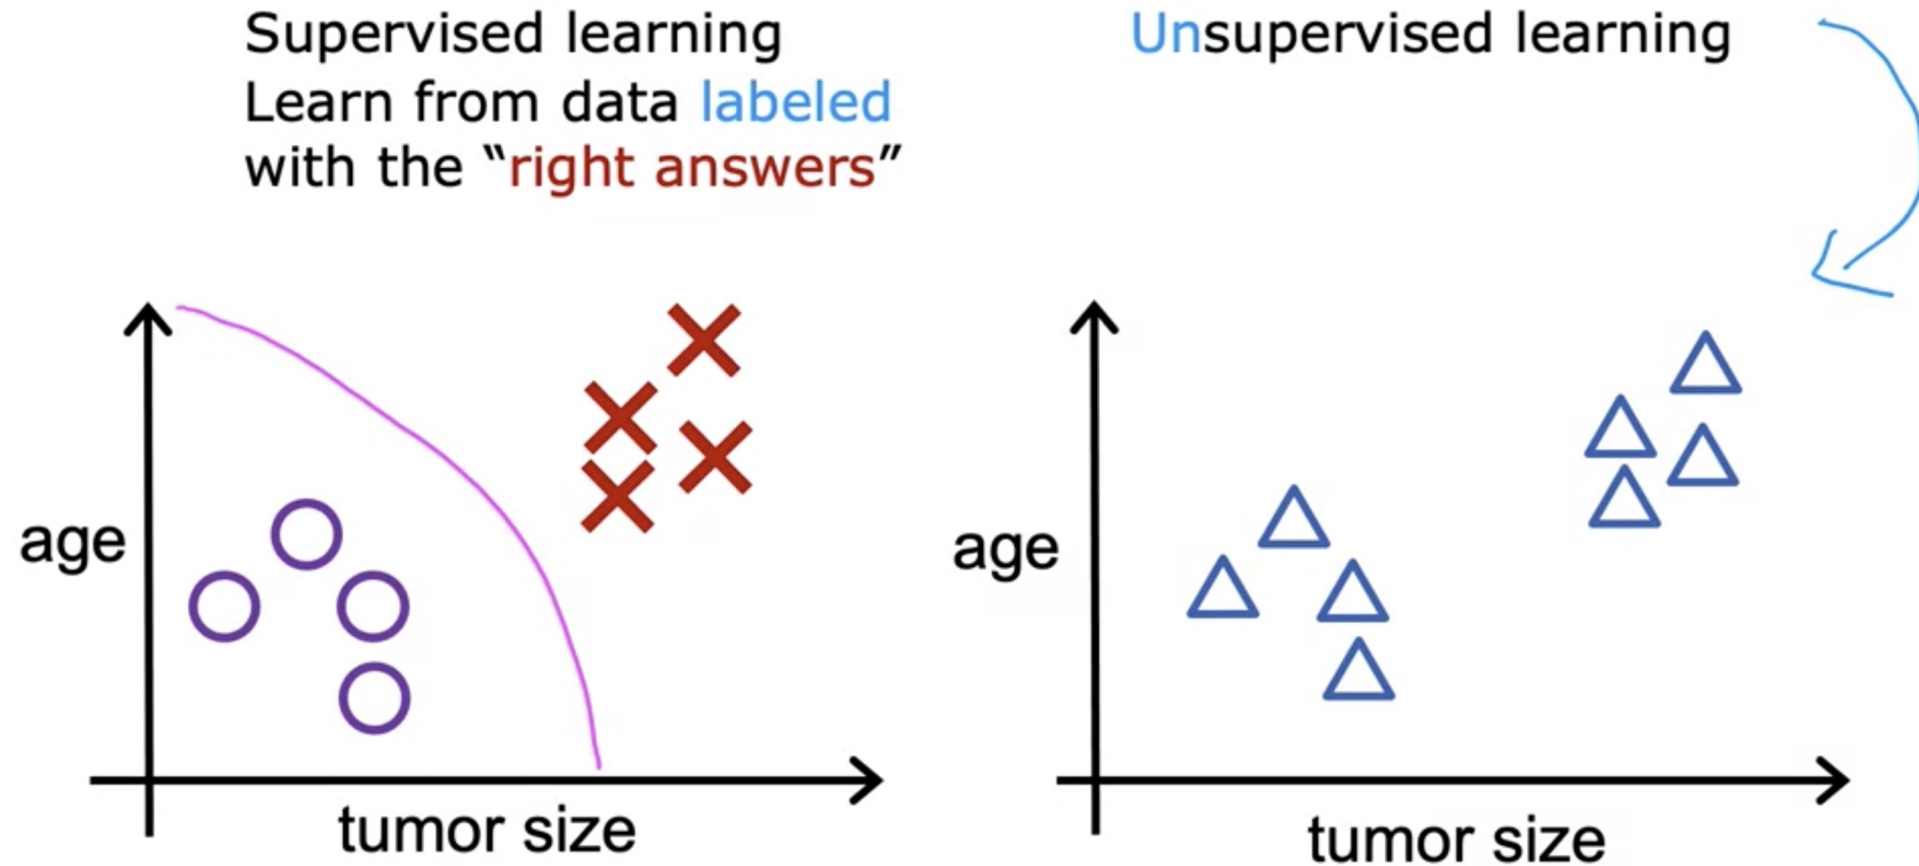 Supervised learning
Learn from data labeled
with the “right answers”
age
tumor size
Unsupervised learning
age
tumor size